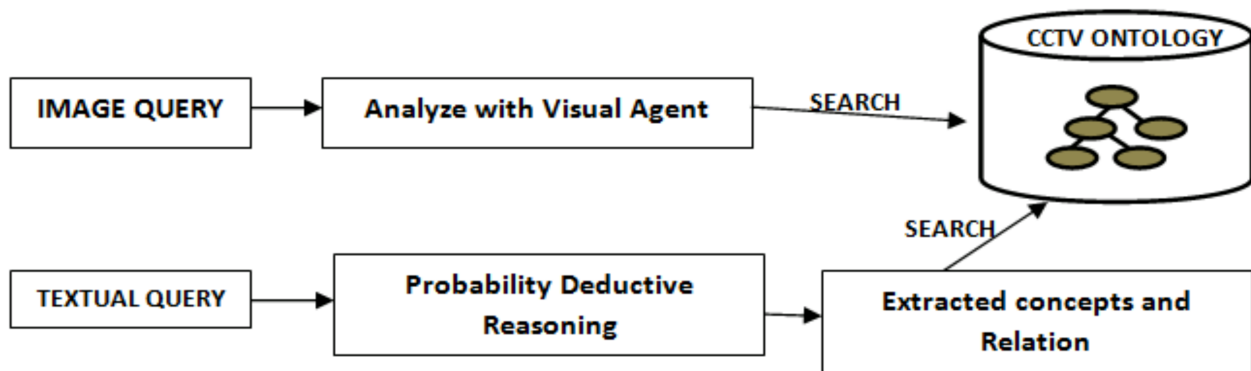 CCTV ONTOLOGY
IMAGE QUERY
Analyze with Visual Agent
SEARCH
SEARCH
TEXTUAL QUERY
Probability Deductive
Reasoning
Extracted concepts and
Relation